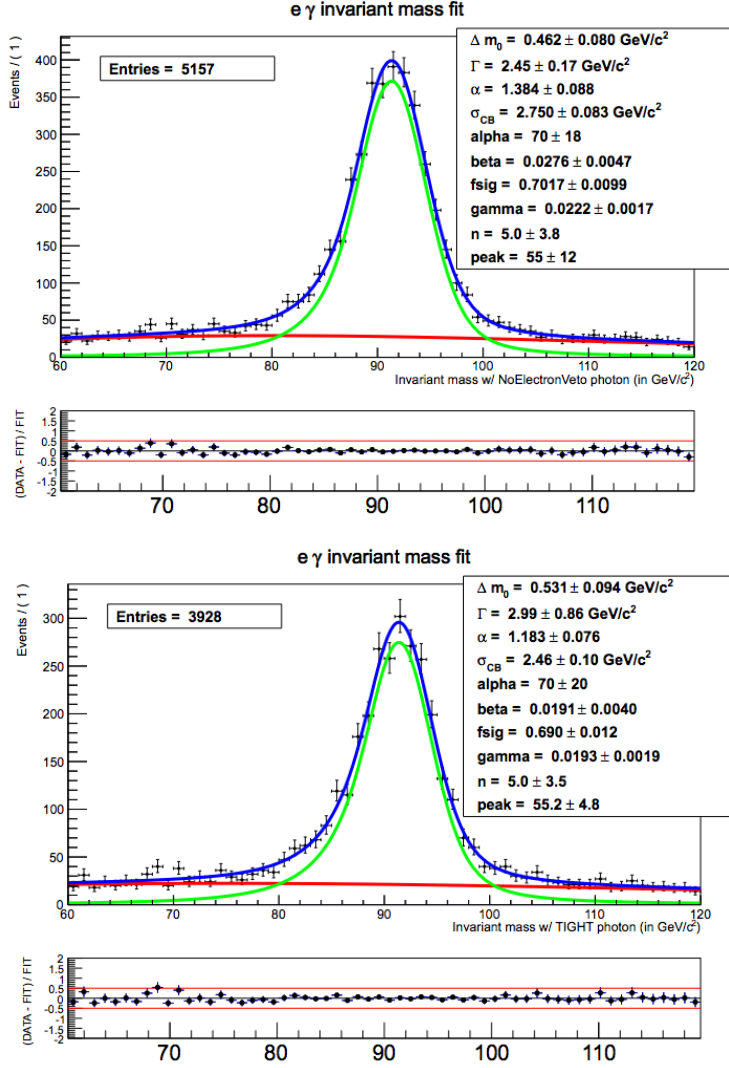 e γ invariant mass fit
Events / ( 1 )
400
350
300
250
200
150
100
50
0
Entries = 5157
Δ m₀ = 0.462 ± 0.080 GeV/c²
Γ = 2.45 ± 0.17 GeV/c²
α = 1.384 ± 0.088
σ_CB = 2.750 ± 0.083 GeV/c²
alpha = 70 ± 18
beta = 0.0276 ± 0.0047
fsig = 0.7017 ± 0.0099
gamma = 0.0222 ± 0.0017
n = 5.0 ± 3.8
peak = 55 ± 12
60 70 80 90 100 110 120
Invariant mass w/ NoElectronVeto photon (in GeV/c²)
(DATA - FIT) / FIT
2
1.5
1
0.5
0
-0.5
-1
-1.5
-2
70 80 90 100 110
e γ invariant mass fit
Events / ( 1 )
300
250
200
150
100
50
0
Entries = 3928
Δ m₀ = 0.531 ± 0.094 GeV/c²
Γ = 2.99 ± 0.86 GeV/c²
α = 1.183 ± 0.076
σ_CB = 2.46 ± 0.10 GeV/c²
alpha = 70 ± 20
beta = 0.0191 ± 0.0040
fsig = 0.690 ± 0.012
gamma = 0.0193 ± 0.0019
n = 5.0 ± 3.5
peak = 55.2 ± 4.8
60 70 80 90 100 110 120
Invariant mass w/ TIGHT photon (in GeV/c²)
(DATA - FIT) / FIT
2
1.5
1
0.5
0
-0.5
-1
-1.5
-2
70 80 90 100 110